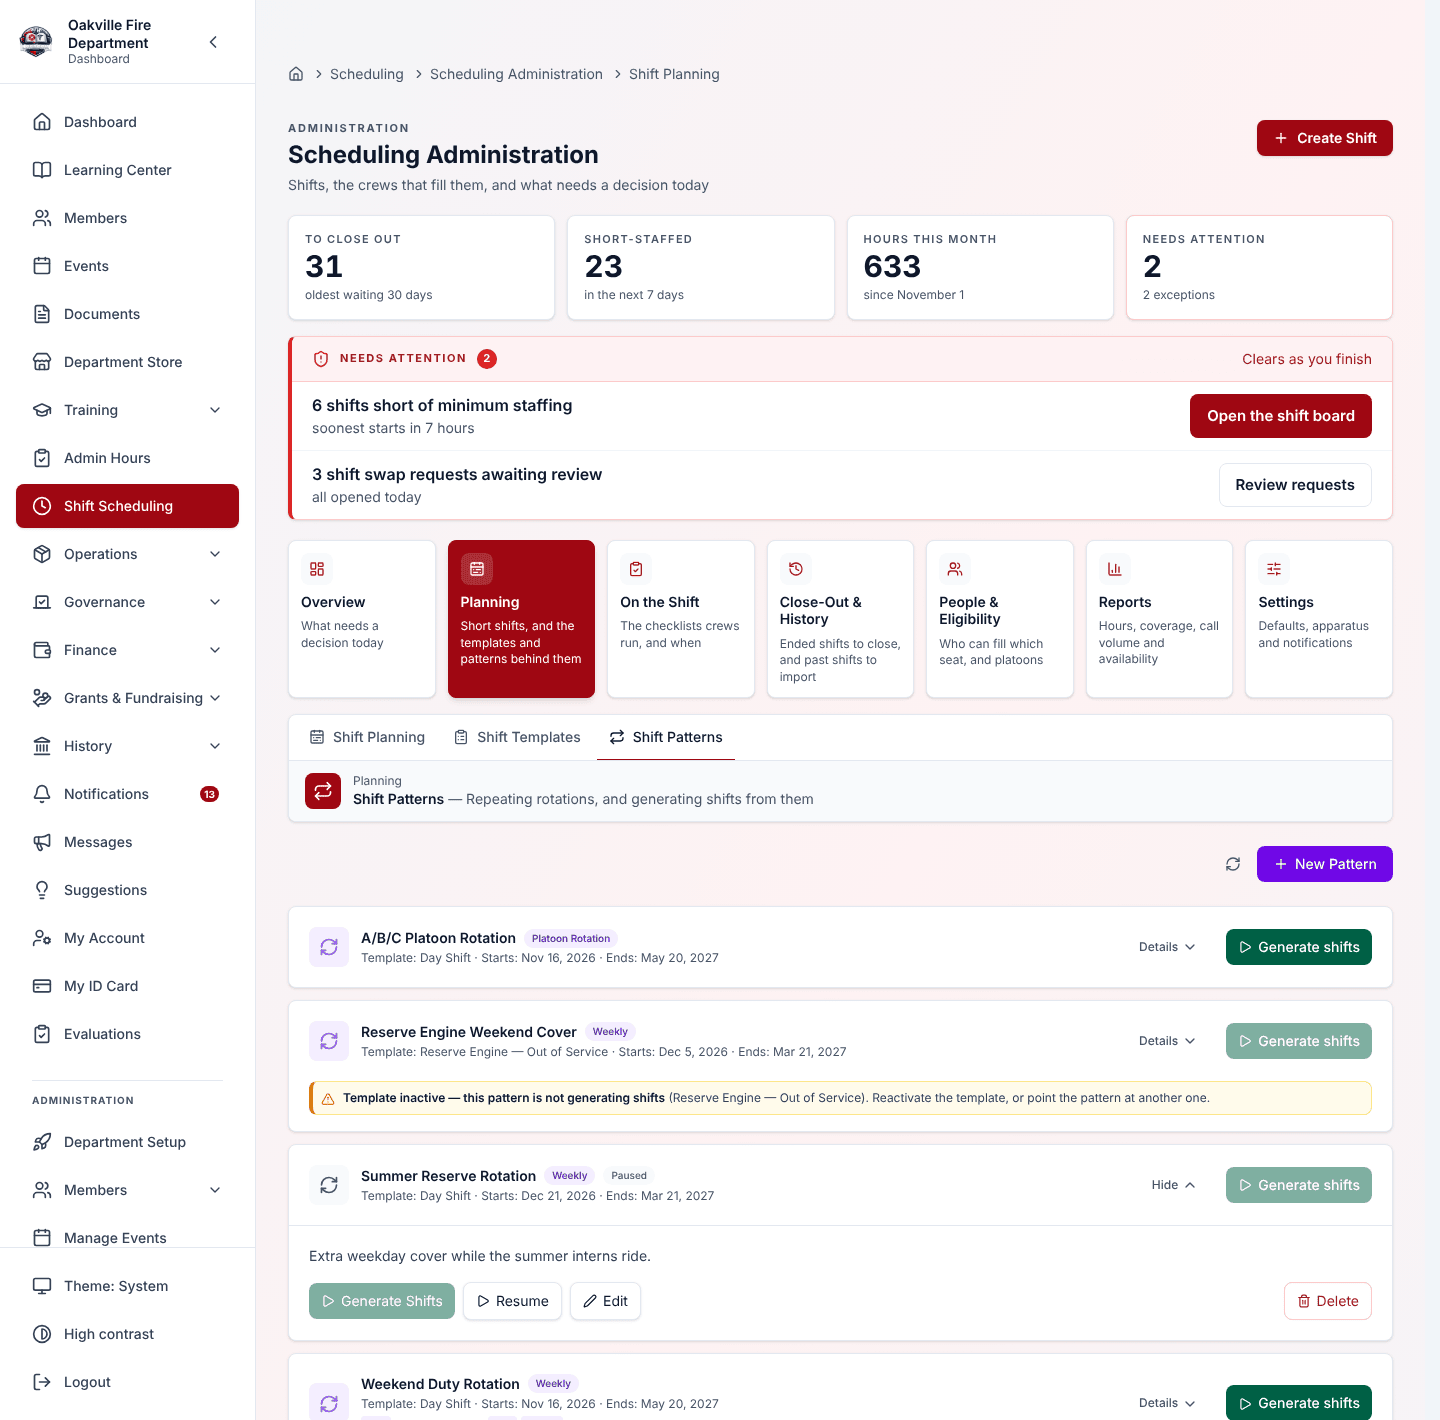 Oakville Fire
Department
Dashboard
Dashboard
Learning Center
Members
Events
Documents
Department Store
Training
Admin Hours
Shift Scheduling
Operations
Governance
Finance
Grants & Fundraising
History
Notifications 13
Messages
Suggestions
My Account
My ID Card
Evaluations
ADMINISTRATION
Department Setup
Members
Manage Events
Theme: System
High contrast
Logout
Scheduling Scheduling Administration Shift Planning
ADMINISTRATION
Scheduling Administration
Shifts, the crews that fill them, and what needs a decision today
Create Shift
TO CLOSE OUT
31
oldest waiting 30 days
SHORT-STAFFED
23
in the next 7 days
HOURS THIS MONTH
633
since November 1
NEEDS ATTENTION
2
2 exceptions
NEEDS ATTENTION 2
Clears as you finish
6 shifts short of minimum staffing
soonest starts in 7 hours
Open the shift board
3 shift swap requests awaiting review
all opened today
Review requests
Overview
What needs a
decision today
Planning
Short shifts, and the
templates and
patterns behind them
On the Shift
The checklists crews
run, and when
Close-Out &
History
Ended shifts to close,
and past shifts to
import
People &
Eligibility
Who can fill which
seat, and platoons
Reports
Hours, coverage, call
volume and
availability
Settings
Defaults, apparatus
and notifications
Shift Planning Shift Templates Shift Patterns
Planning
Shift Patterns — Repeating rotations, and generating shifts from them
New Pattern
A/B/C Platoon Rotation Platoon Rotation
Template: Day Shift · Starts: Nov 16, 2026 · Ends: May 20, 2027
Details
Generate shifts
Reserve Engine Weekend Cover Weekly
Template: Reserve Engine — Out of Service · Starts: Dec 5, 2026 · Ends: Mar 21, 2027
Details
Generate shifts
Template inactive — this pattern is not generating shifts (Reserve Engine — Out of Service). Reactivate the template, or point the pattern at another one.
Summer Reserve Rotation Weekly Paused
Template: Day Shift · Starts: Dec 21, 2026 · Ends: Mar 21, 2027
Hide
Generate shifts
Extra weekday cover while the summer interns ride.
Generate Shifts Resume Edit Delete
Weekend Duty Rotation Weekly
Template: Day Shift · Starts: Nov 16, 2026 · Ends: May 20, 2027
Details
Generate shifts